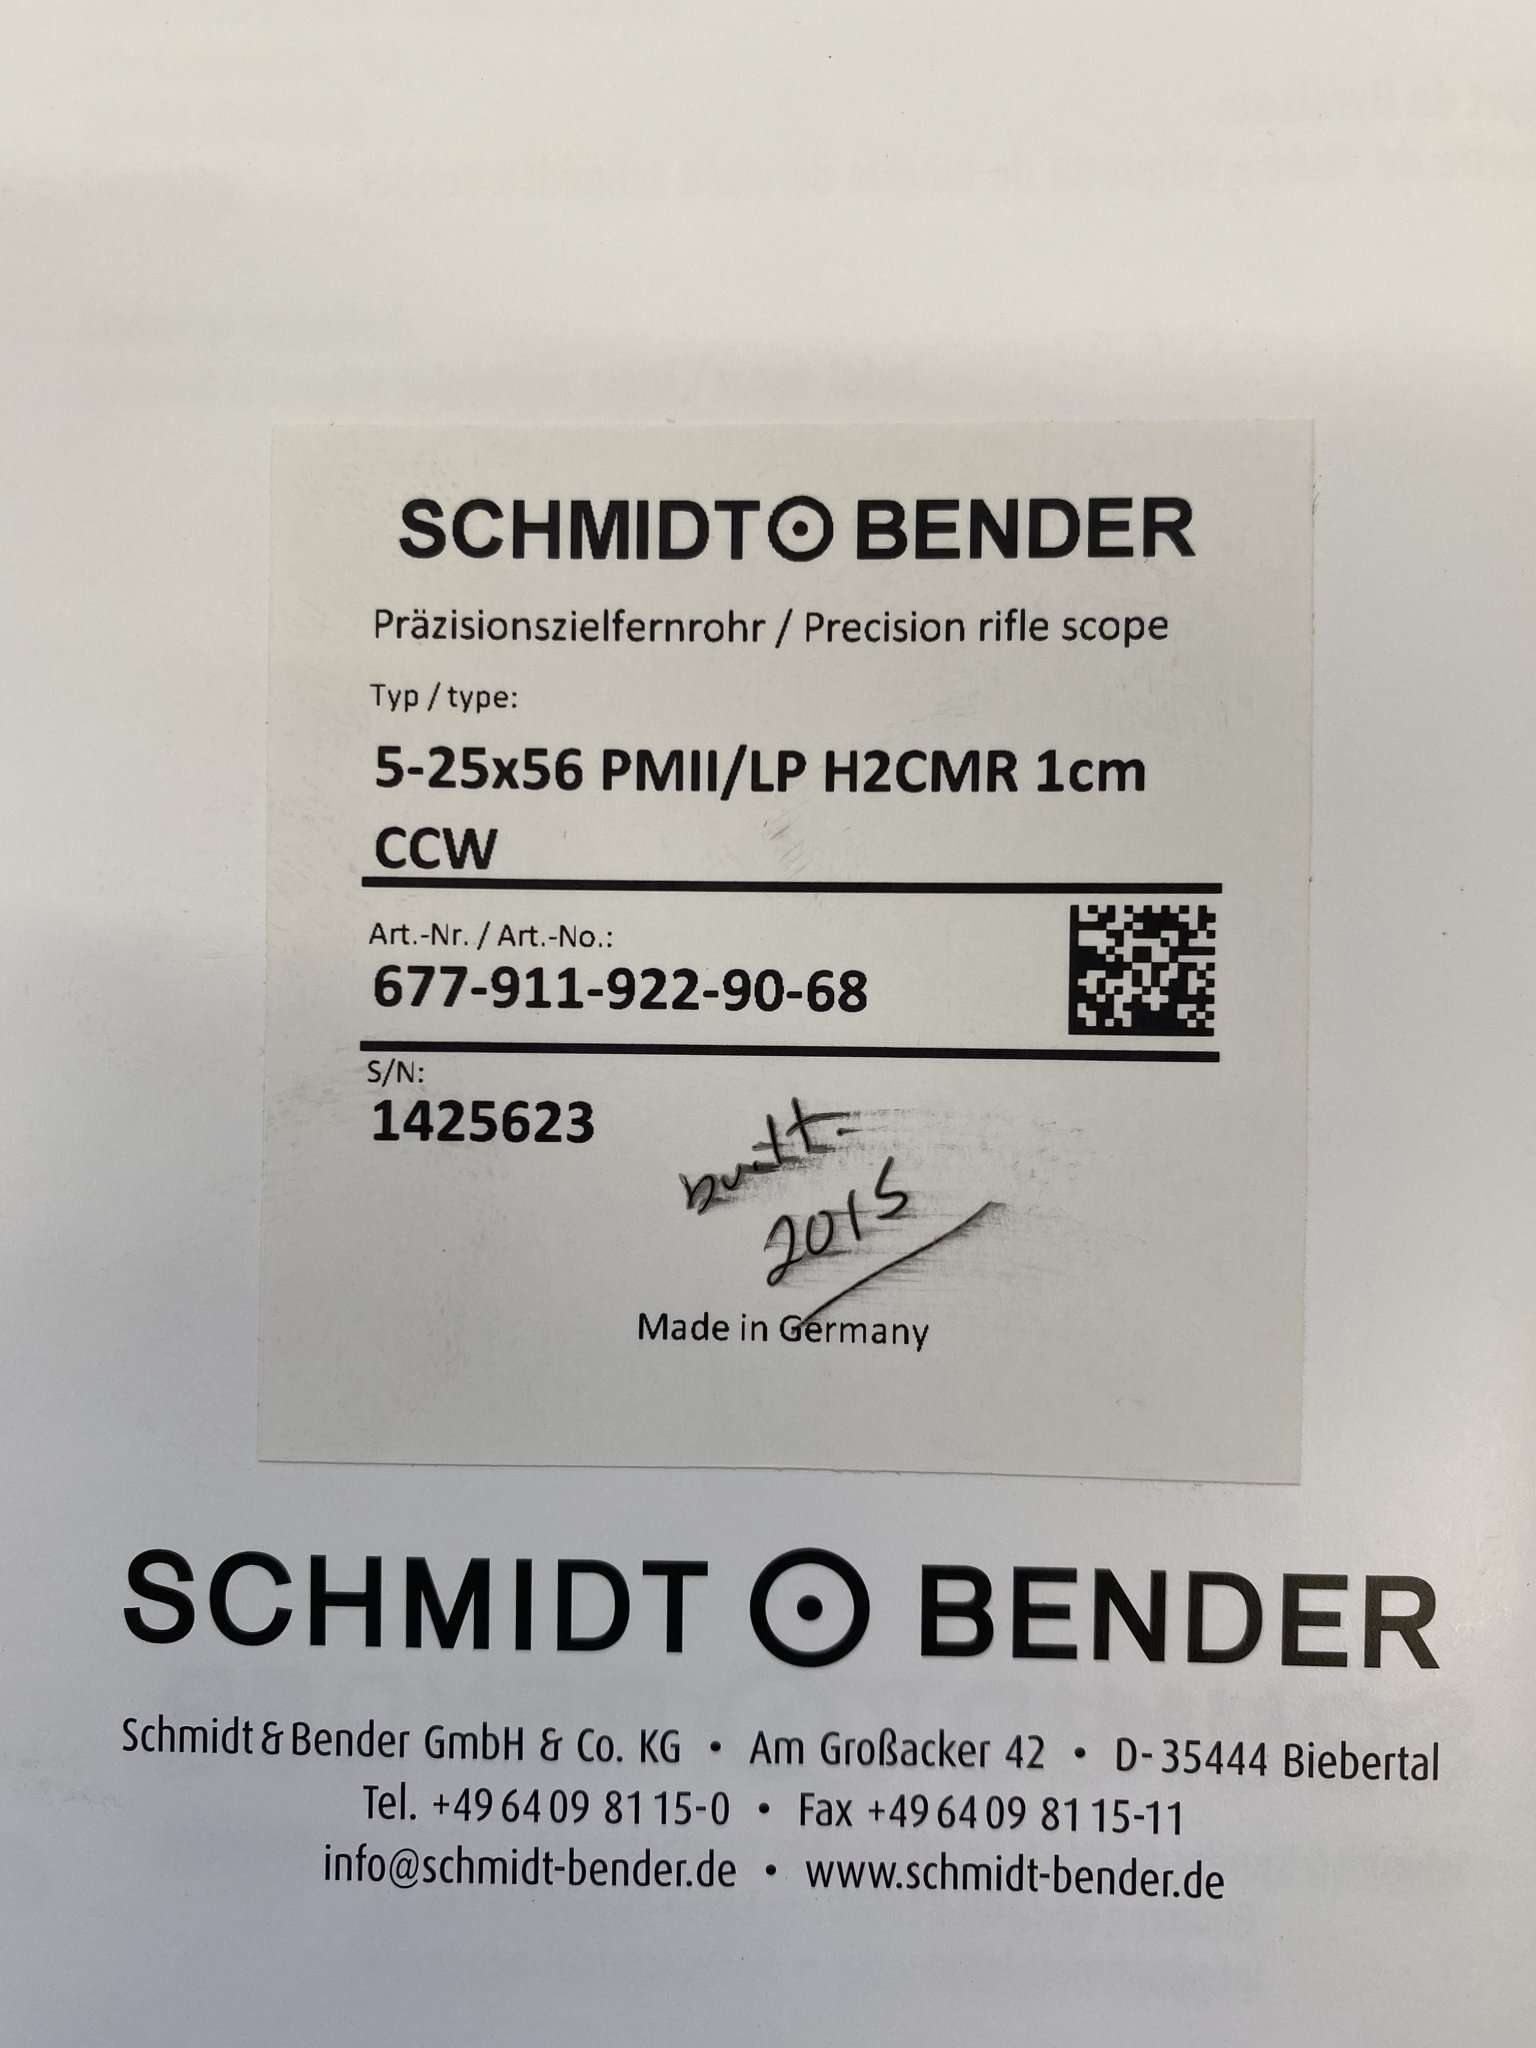 SCHMIDT BENDER
Präzisionszielfernrohr / Precision rifle scope
Typ / type:
5-25x56 PMII/LP H2CMR 1cm
CCW
Art.-Nr. / Art.-No.:
677-911-922-90-68
S/N:
1425623
built.
2015
Made in Germany
SCHMIDT BENDER
Schmidt & Bender GmbH & Co. KG • Am Großacker 42 • D-35444 Biebertal
Tel. +49 64 09 81 15-0 • Fax +49 64 09 81 15-11
info@schmidt-bender.de • www.schmidt-bender.de